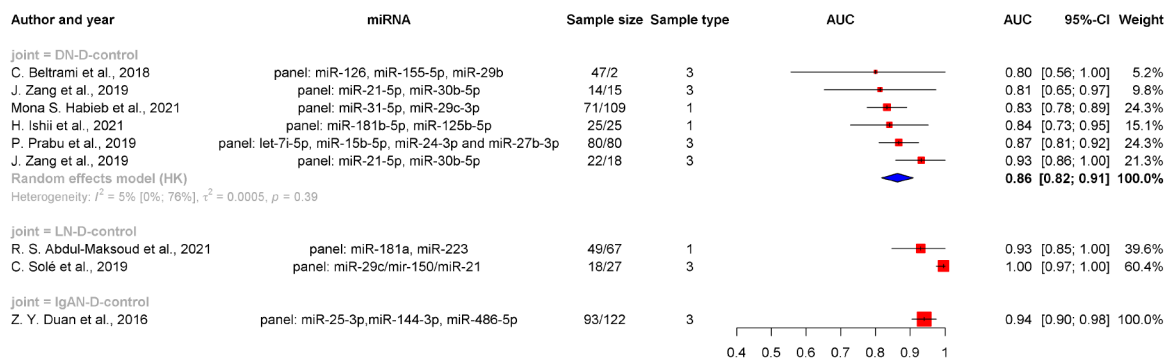 Author and year miRNA Sample size Sample type AUC AUC 95%-CI Weight
joint = DN-D-control
C. Beltrami et al., 2018 panel: miR-126, miR-155-5p, miR-29b 47/2 3 0.80 [0.56; 1.00] 5.2%
J. Zang et al., 2019 panel: miR-21-5p, miR-30b-5p 14/15 3 0.81 [0.65; 0.97] 9.8%
Mona S. Habieb et al., 2021 panel: miR-31-5p, miR-29c-3p 71/109 1 0.83 [0.78; 0.89] 24.3%
H. Ishii et al., 2021 panel: miR-181b-5p, miR-125b-5p 25/25 1 0.84 [0.73; 0.95] 15.1%
P. Prabu et al., 2019 panel: let-7i-5p, miR-15b-5p, miR-24-3p and miR-27b-3p 80/80 3 0.87 [0.81; 0.92] 24.3%
J. Zang et al., 2019 panel: miR-21-5p, miR-30b-5p 22/18 3 0.93 [0.86; 1.00] 21.3%
Random effects model (HK) 0.86 [0.82; 0.91] 100.0%
Heterogeneity: I² = 5% [0%; 76%], τ² = 0.0005, p = 0.39
joint = LN-D-control
R. S. Abdul-Maksoud et al., 2021 panel: miR-181a, miR-223 49/67 1 0.93 [0.85; 1.00] 39.6%
C. Solé et al., 2019 panel: miR-29c/mir-150/miR-21 18/27 3 1.00 [0.97; 1.00] 60.4%
joint = IgAN-D-control
Z. Y. Duan et al., 2016 panel: miR-25-3p,miR-144-3p, miR-486-5p 93/122 3 0.94 [0.90; 0.98] 100.0%
0.4 0.5 0.6 0.7 0.8 0.9 1